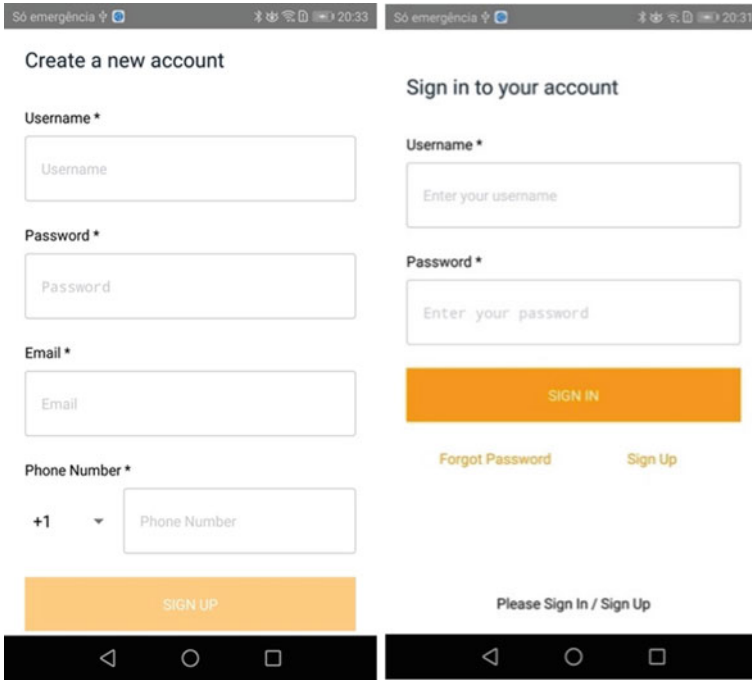 Só emergência 20:33
Create a new account
Username *
Username
Password *
Password
Email *
Email
Phone Number *
+1 Phone Number
SIGN UP
Só emergência 20:31
Sign in to your account
Username *
Enter your username
Password *
Enter your password
SIGN IN
Forgot Password Sign Up
Please Sign In / Sign Up